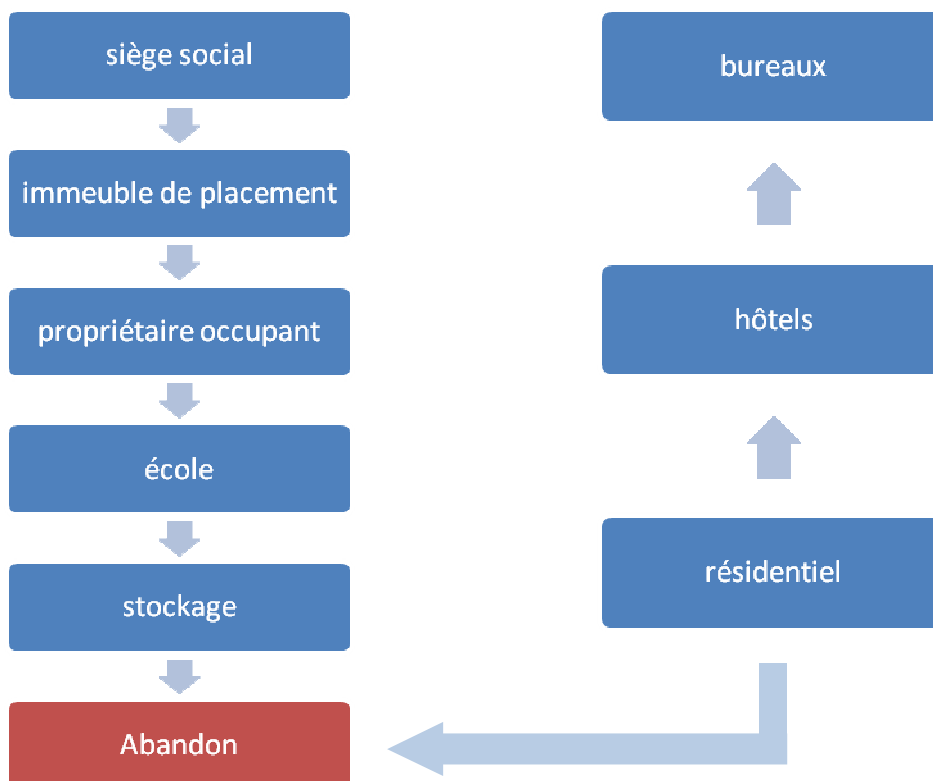 siège social
immeuble de placement
propriétaire occupant
école
stockage
Abandon
bureaux
hôtels
résidentiel